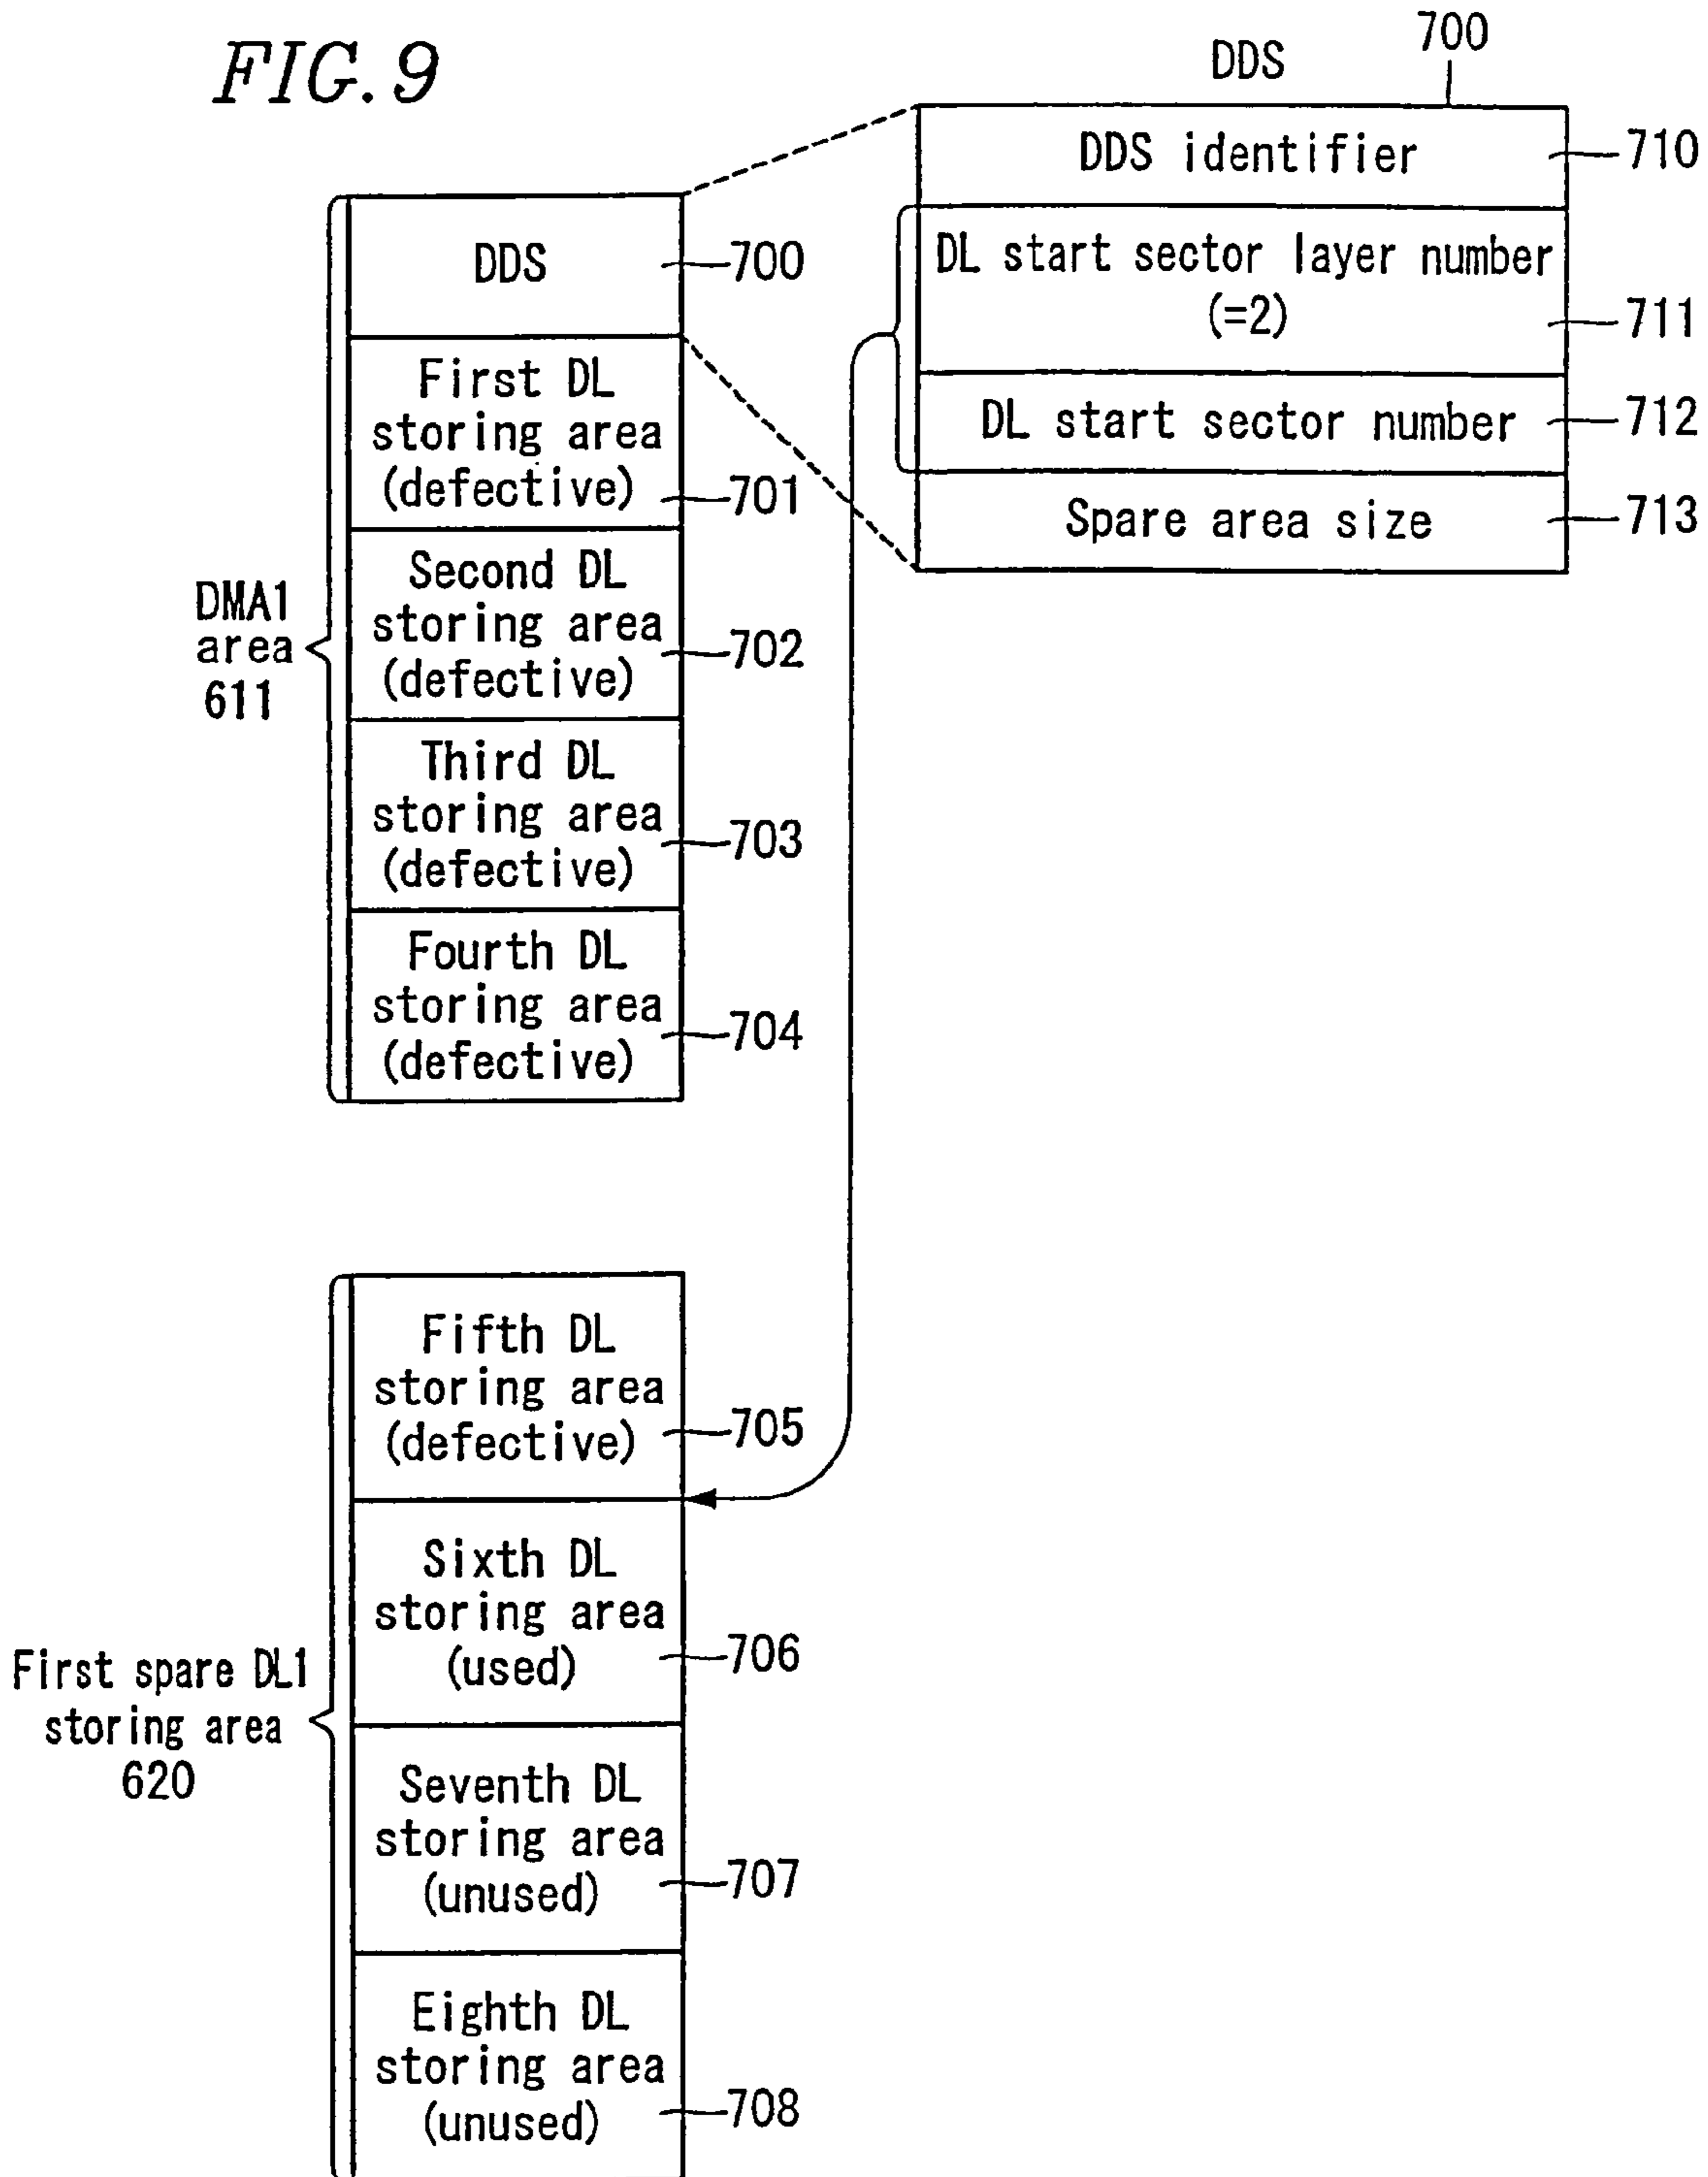 FIG. 9
DDS
700
DDS identifier
710
DL start sector layer number
(=2)
711
DL start sector number
712
Spare area size
713
DDS
700
First DL
storing area
(defective)
701
Second DL
storing area
(defective)
702
Third DL
storing area
(defective)
703
Fourth DL
storing area
(defective)
704
DMA1
area
611
Fifth DL
storing area
(defective)
705
Sixth DL
storing area
(used)
706
Seventh DL
storing area
(unused)
707
Eighth DL
storing area
(unused)
708
First spare DL1
storing area
620